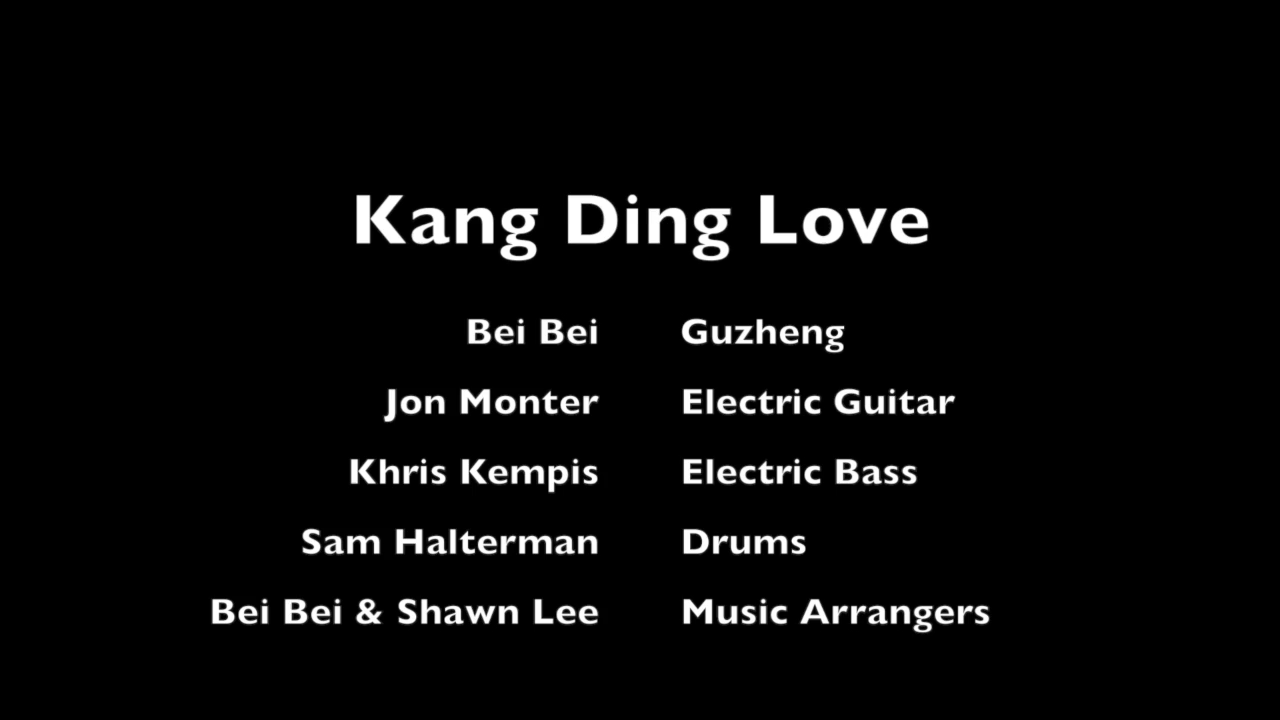 Kang Ding Love
Bei Bei Guzheng
Jon Monter Electric Guitar
Khris Kempis Electric Bass
Sam Halterman Drums
Bei Bei & Shawn Lee Music Arrangers